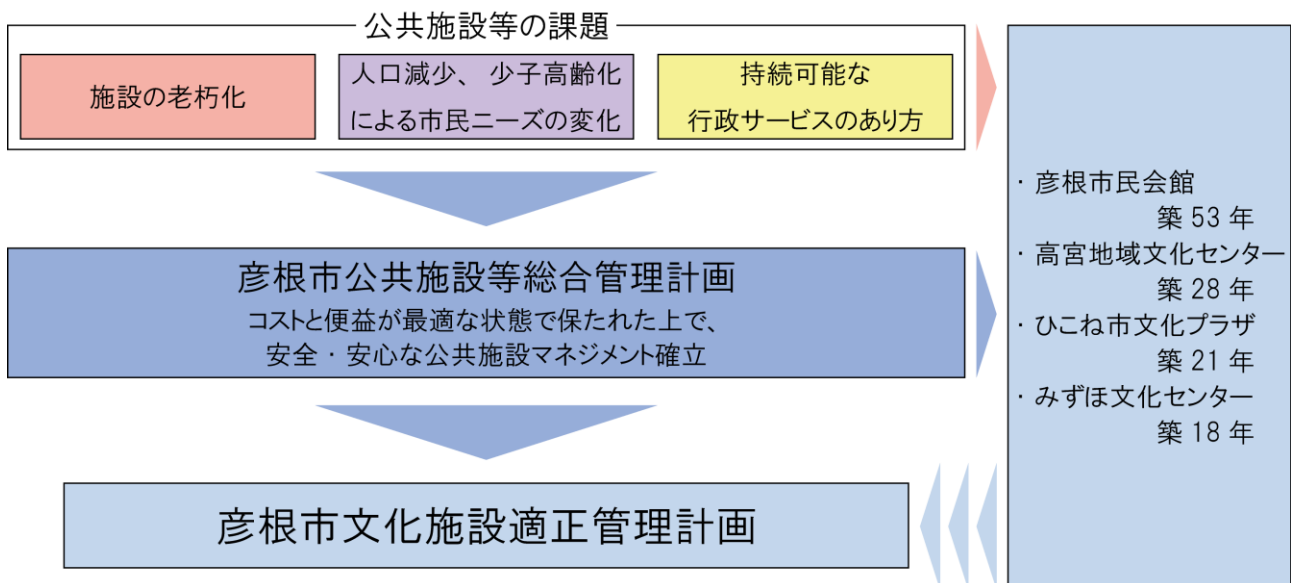 公共施設等の課題
施設の老朽化
人口減少、 少子高齢化
による市民ニーズの変化
持続可能な
行政サービスのあり方
彦根市公共施設等総合管理計画
コストと便益が最適な状態で保たれた上で、
安全・安心な公共施設マネジメント確立
彦根市文化施設適正管理計画
・彦根市民会館
築 53 年
・高宮地域文化センター
築 28 年
・ひこね市文化プラザ
築 21 年
・みずほ文化センター
築 18 年